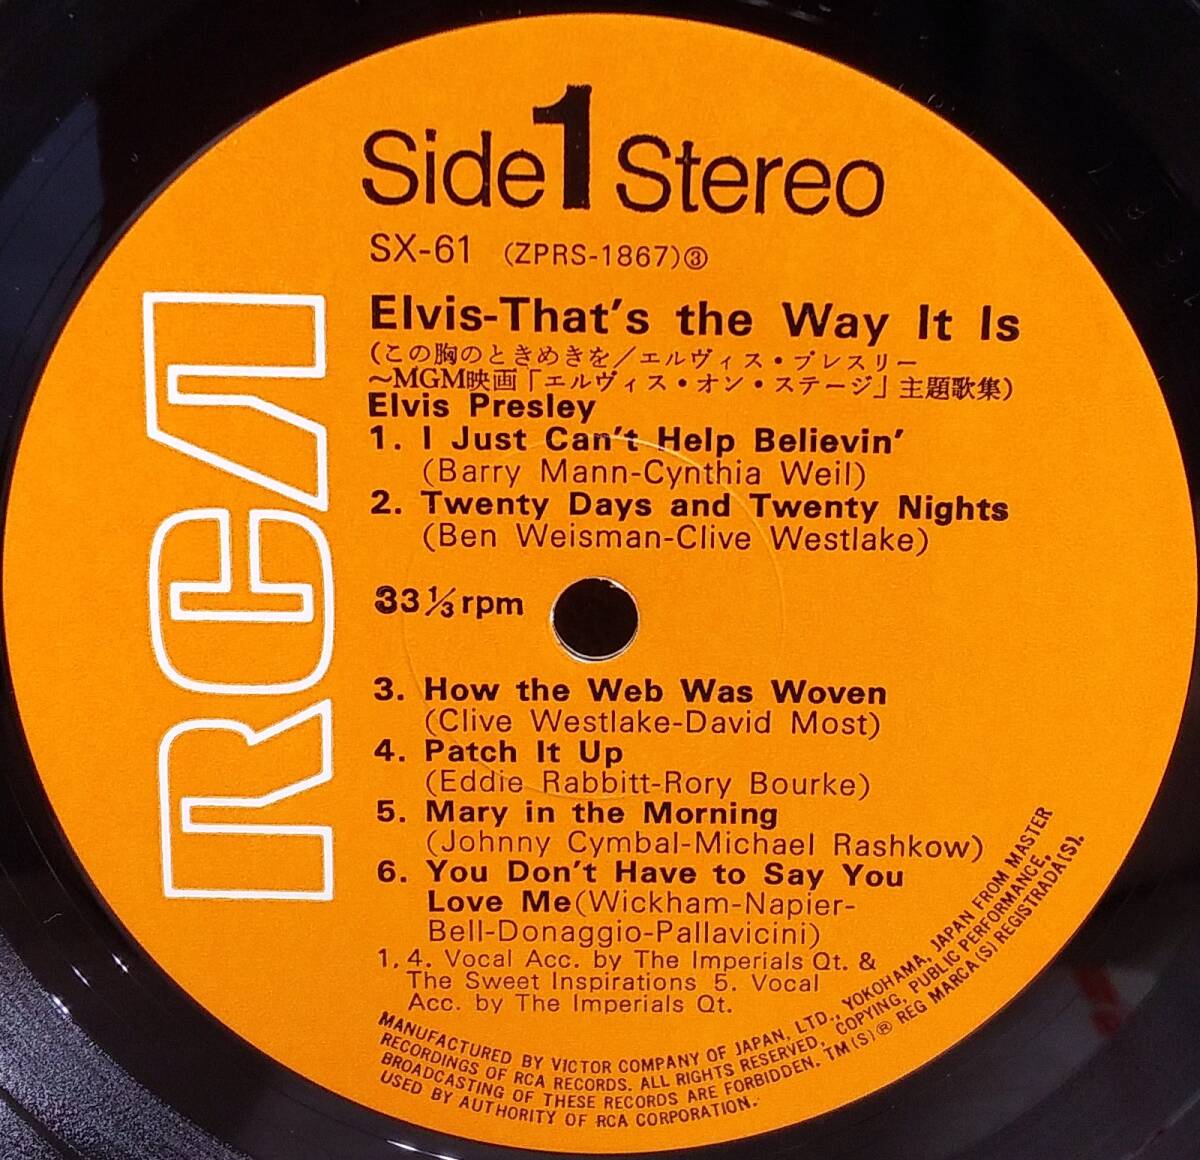 Side 1 Stereo
SX-61 (ZPRS-1867)③
Elvis-That's the Way It Is
(この胸のときめきを/エルヴィス・プレスリー
〜MGM映画「エルヴィス・オン・ステージ」主題歌集)
Elvis Presley
1. I Just Can't Help Believin'
(Barry Mann-Cynthia Weil)
2. Twenty Days and Twenty Nights
(Ben Weisman-Clive Westlake)
33 1/3 rpm
3. How the Web Was Woven
(Clive Westlake-David Most)
4. Patch It Up
(Eddie Rabbitt-Rory Bourke)
5. Mary in the Morning
(Johnny Cymbal-Michael Rashkow)
6. You Don't Have to Say You
Love Me(Wickham-Napier-
Bell-Donaggio-Pallavicini)
1, 4. Vocal Acc. by The Imperials Qt. &
The Sweet Inspirations 5. Vocal
Acc. by The Imperials Qt.
RCA
MANUFACTURED BY VICTOR COMPANY OF JAPAN, LTD., YOKOHAMA, JAPAN FROM MASTER
RECORDINGS OF RCA RECORDS. ALL RIGHTS RESERVED, COPYING, PUBLIC PERFORMANCE,
BROADCASTING OF THESE RECORDS ARE FORBIDDEN. TM(S)® REG MARCA(S) REGISTRADA(S).
USED BY AUTHORITY OF RCA CORPORATION.